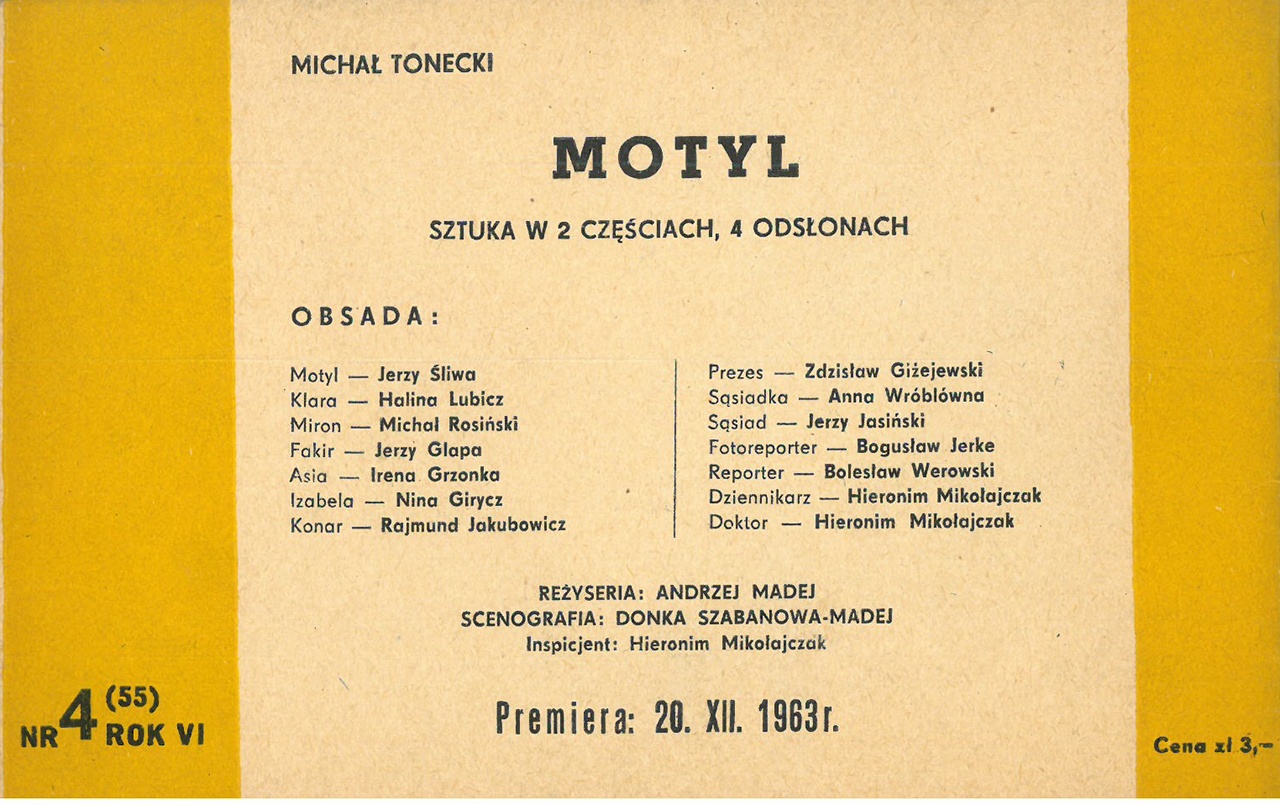 MICHAŁ TONECKI
MOTYL
SZTUKA W 2 CZĘŚCIACH, 4 ODSŁONACH
OBSADA:
Motyl — Jerzy Śliwa
Klara — Halina Lubicz
Miron — Michał Rosiński
Fakir — Jerzy Glapa
Asia — Irena Grzonka
Izabela — Nina Girycz
Konar — Rajmund Jakubowicz
Prezes — Zdzisław Giżejewski
Sąsiadka — Anna Wróblówna
Sąsiad — Jerzy Jasiński
Fotoreporter — Bogusław Jerke
Reporter — Bolesław Werowski
Dziennikarz — Hieronim Mikołajczak
Doktor — Hieronim Mikołajczak
REŻYSERIA: ANDRZEJ MADEJ
SCENOGRAFIA: DONKA SZABANOWA-MADEJ
Inspicjent: Hieronim Mikołajczak
Premiera: 20. XII. 1963 r.
NR 4 (55)
ROK VI
Cena zł 3,—